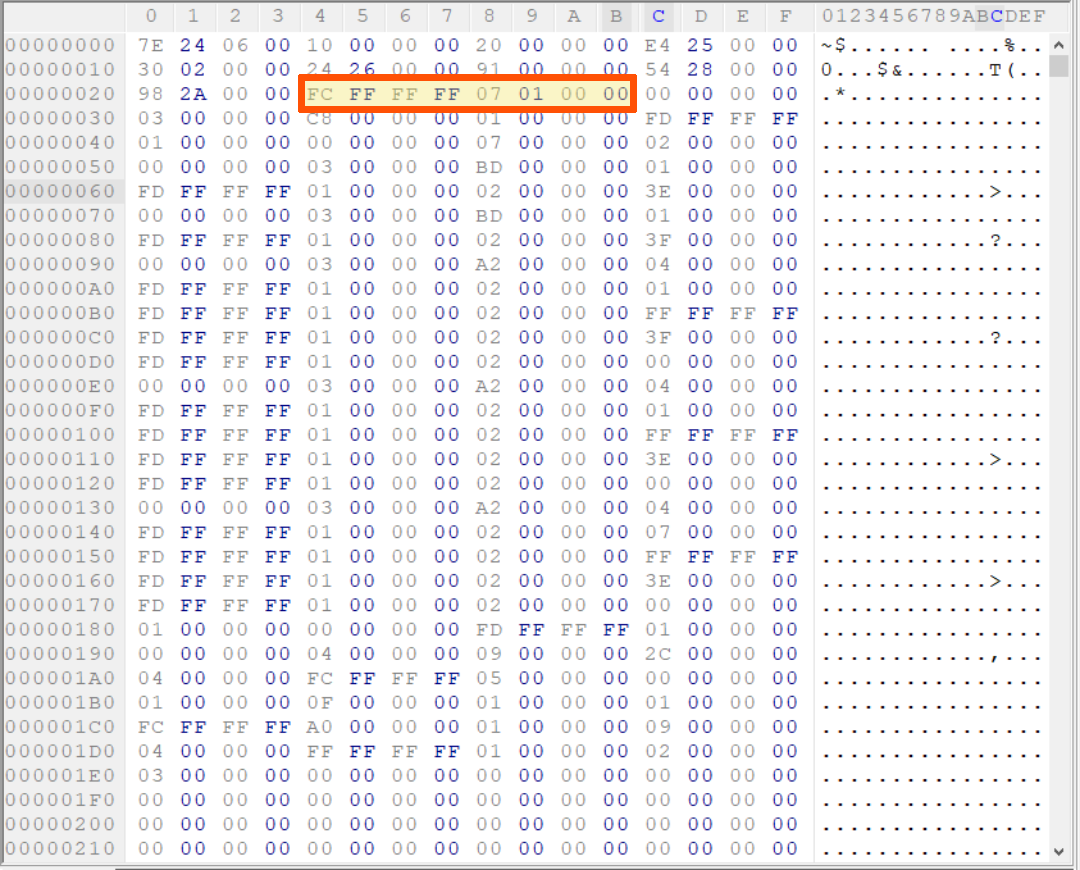 0 1 2 3 4 5 6 7 8 9 A B C D E F 0123456789ABCDEF
00000000 7E 24 06 00 10 00 00 00 20 00 00 00 E4 25 00 00 ~$...... ....%..
00000010 30 02 00 00 24 26 00 00 91 00 00 00 54 28 00 00 0...$&......T(..
00000020 98 2A 00 00 FC FF FF FF 07 01 00 00 00 00 00 00 .*..............
00000030 03 00 00 00 C8 00 00 00 01 00 00 00 FD FF FF FF ................
00000040 01 00 00 00 00 00 00 00 07 00 00 00 02 00 00 00 ................
00000050 00 00 00 00 03 00 00 00 BD 00 00 00 01 00 00 00 ................
00000060 FD FF FF FF 01 00 00 00 02 00 00 00 3E 00 00 00 ............>...
00000070 00 00 00 00 03 00 00 00 BD 00 00 00 01 00 00 00 ................
00000080 FD FF FF FF 01 00 00 00 02 00 00 00 3F 00 00 00 ............?...
00000090 00 00 00 00 03 00 00 00 A2 00 00 00 04 00 00 00 ................
000000A0 FD FF FF FF 01 00 00 00 02 00 00 00 01 00 00 00 ................
000000B0 FD FF FF FF 01 00 00 00 02 00 00 00 FF FF FF FF ................
000000C0 FD FF FF FF 01 00 00 00 02 00 00 00 3F 00 00 00 ............?...
000000D0 FD FF FF FF 01 00 00 00 02 00 00 00 00 00 00 00 ................
000000E0 00 00 00 00 03 00 00 00 A2 00 00 00 04 00 00 00 ................
000000F0 FD FF FF FF 01 00 00 00 02 00 00 00 01 00 00 00 ................
00000100 FD FF FF FF 01 00 00 00 02 00 00 00 FF FF FF FF ................
00000110 FD FF FF FF 01 00 00 00 02 00 00 00 3E 00 00 00 ............>...
00000120 FD FF FF FF 01 00 00 00 02 00 00 00 00 00 00 00 ................
00000130 00 00 00 00 03 00 00 00 A2 00 00 00 04 00 00 00 ................
00000140 FD FF FF FF 01 00 00 00 02 00 00 00 07 00 00 00 ................
00000150 FD FF FF FF 01 00 00 00 02 00 00 00 FF FF FF FF ................
00000160 FD FF FF FF 01 00 00 00 02 00 00 00 3E 00 00 00 ............>...
00000170 FD FF FF FF 01 00 00 00 02 00 00 00 00 00 00 00 ................
00000180 01 00 00 00 00 00 00 00 FD FF FF FF 01 00 00 00 ................
00000190 00 00 00 00 04 00 00 00 09 00 00 00 2C 00 00 00 ............,...
000001A0 04 00 00 00 FC FF FF FF 05 00 00 00 00 00 00 00 ................
000001B0 01 00 00 00 0F 00 00 00 01 00 00 00 01 00 00 00 ................
000001C0 FC FF FF FF A0 00 00 00 01 00 00 00 09 00 00 00 ................
000001D0 04 00 00 00 FF FF FF FF 01 00 00 00 02 00 00 00 ................
000001E0 03 00 00 00 00 00 00 00 00 00 00 00 00 00 00 00 ................
000001F0 00 00 00 00 00 00 00 00 00 00 00 00 00 00 00 00 ................
00000200 00 00 00 00 00 00 00 00 00 00 00 00 00 00 00 00 ................
00000210 00 00 00 00 00 00 00 00 00 00 00 00 00 00 00 00 ................